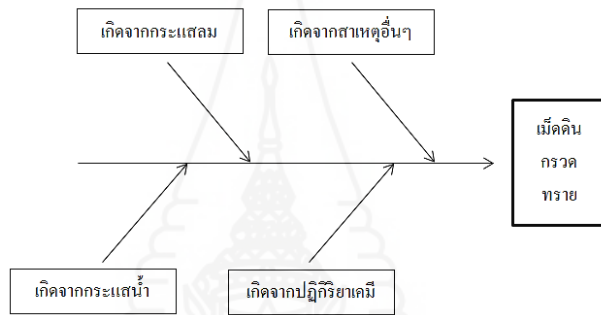 เกิดจากกระแสลม
เกิดจากสาเหตุอื่นๆ
เม็ดดิน
กรวด
ทราย
เกิดจากกระแสน้ำ
เกิดจากปฏิกิริยาเคมี